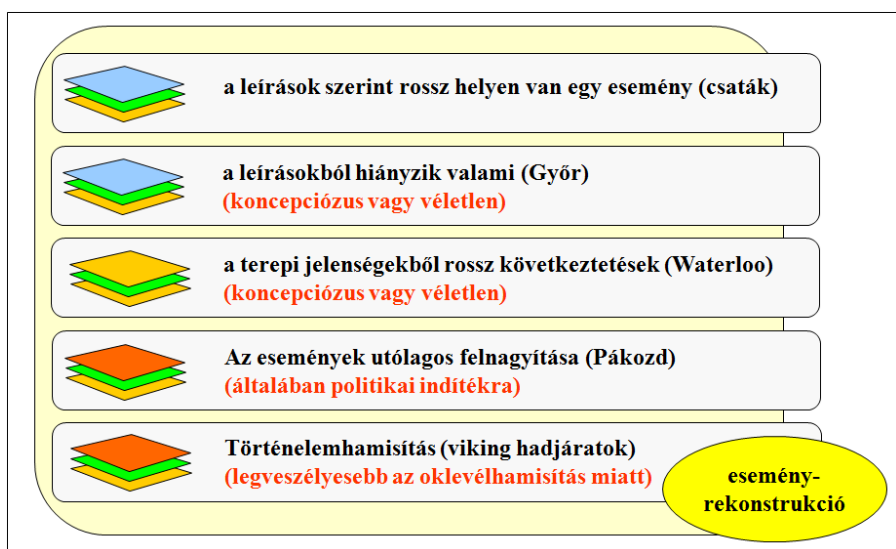 a leírások szerint rossz helyen van egy esemény (csaták)
a leírásokból hiányzik valami (Győr)
(koncepciózus vagy véletlen)
a terepi jelenségekből rossz következtetések (Waterloo)
(koncepciózus vagy véletlen)
Az események utólagos felnagyítása (Pákozd)
(általában politikai indítékra)
Történelemhamisítás (viking hadjáratok)
(legveszélyesebb az oklevélhamisítás miatt)
esemény-
rekonstrukció